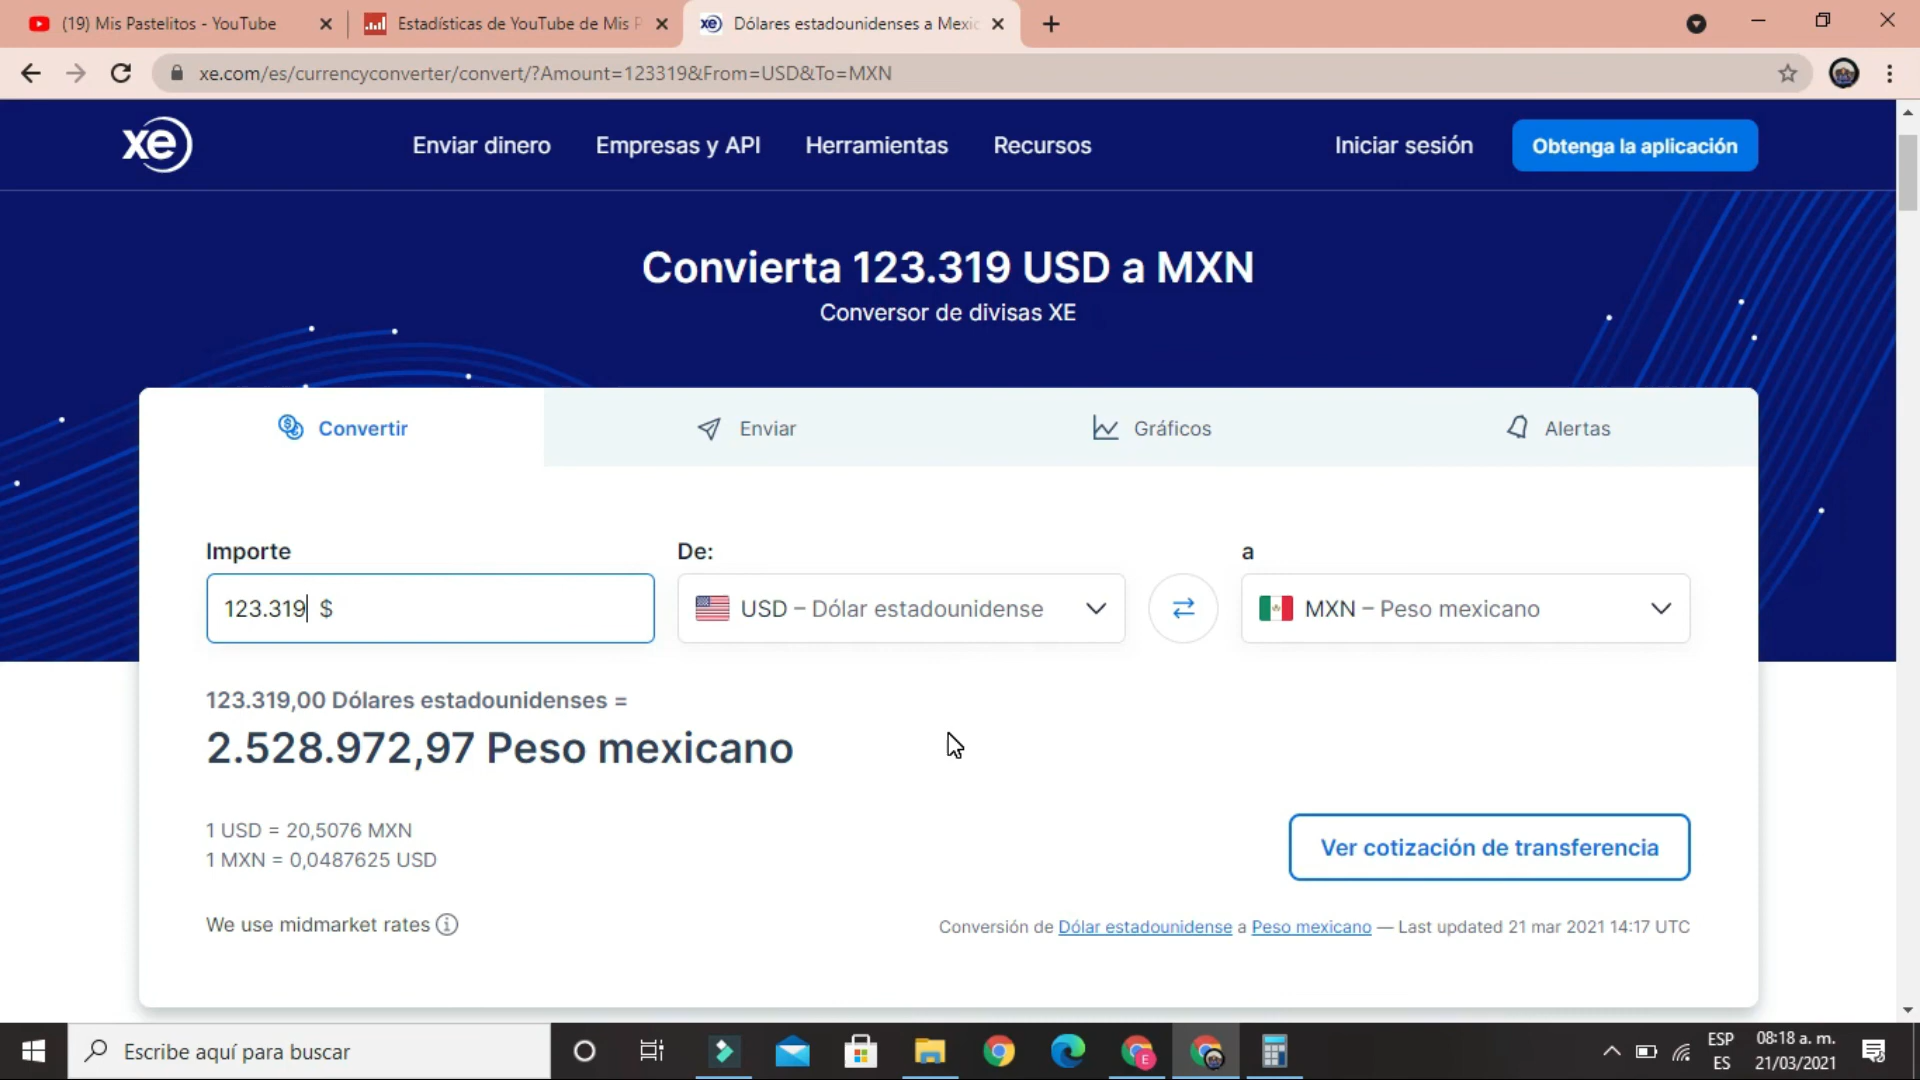 (19) Mis Pastelitos - YouTube
Estadísticas de YouTube de Mis P
Dólares estadounidenses a Mexic
xe.com/es/currencyconverter/convert/?Amount=123319&From=USD&To=MXN
xe
Enviar dinero
Empresas y API
Herramientas
Recursos
Iniciar sesión
Obtenga la aplicación
Convierta 123.319 USD a MXN
Conversor de divisas XE
Convertir
Enviar
Gráficos
Alertas
Importe
De:
a
123.319 $
USD – Dólar estadounidense
MXN – Peso mexicano
123.319,00 Dólares estadounidenses =
2.528.972,97 Peso mexicano
1 USD = 20,5076 MXN
1 MXN = 0,0487625 USD
Ver cotización de transferencia
We use midmarket rates
Conversión de Dólar estadounidense a Peso mexicano — Last updated 21 mar 2021 14:17 UTC
Escribe aquí para buscar
ESP
ES
08:18 a. m.
21/03/2021